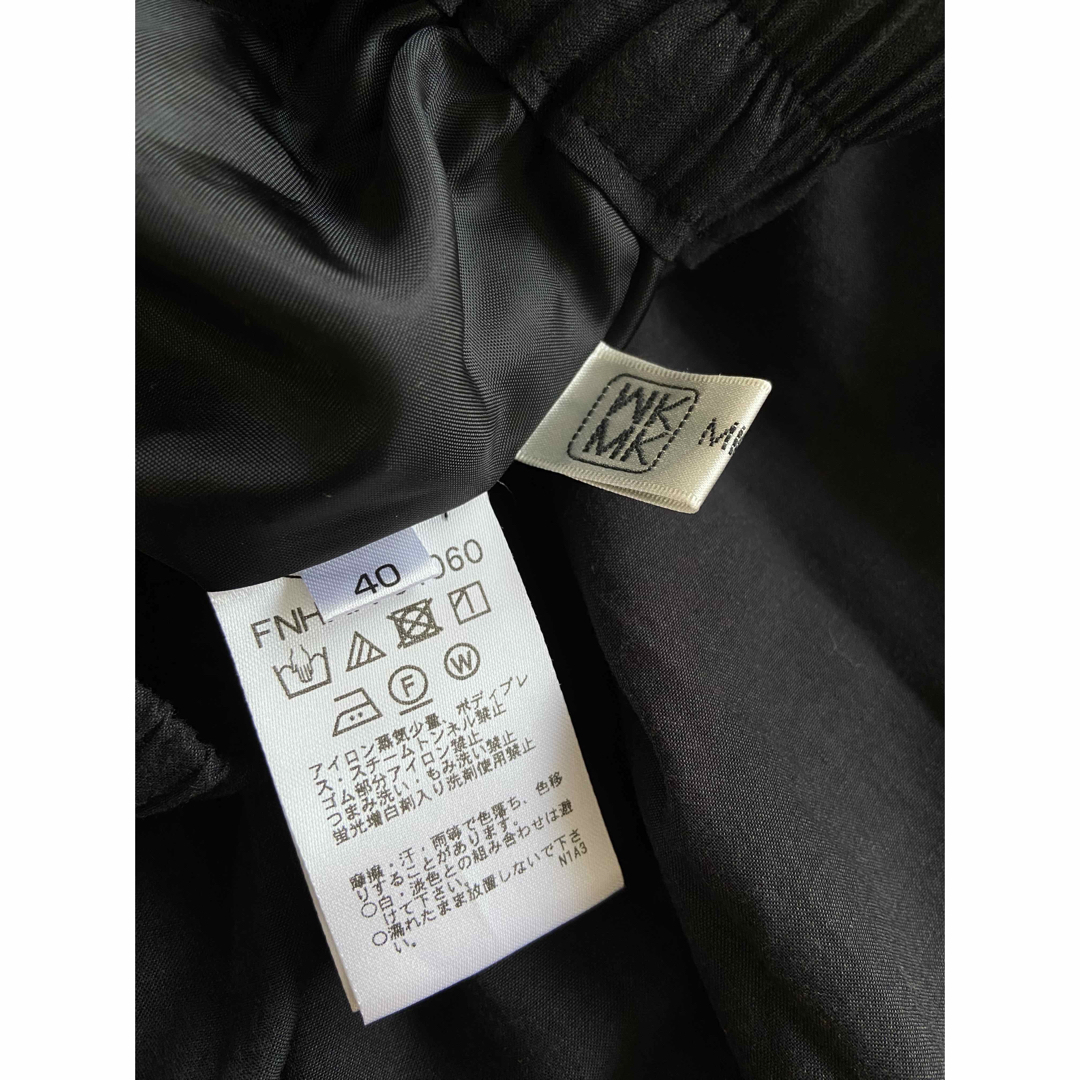 WK
MK
40
FNH
060
F
W
アイロン蒸気少量、ボディプレ
ス・スチームトンネル禁止
ゴム部分アイロン禁止
つまみ洗い・もみ洗い禁止
蛍光増白剤入り洗剤使用禁止
摩擦・汗・雨等で色落ち、色移
りすることがあります。
○白・淡色との組み合わせは避
けて下さい。
○濡れたまま放置しないで下さ
い。
N1A3